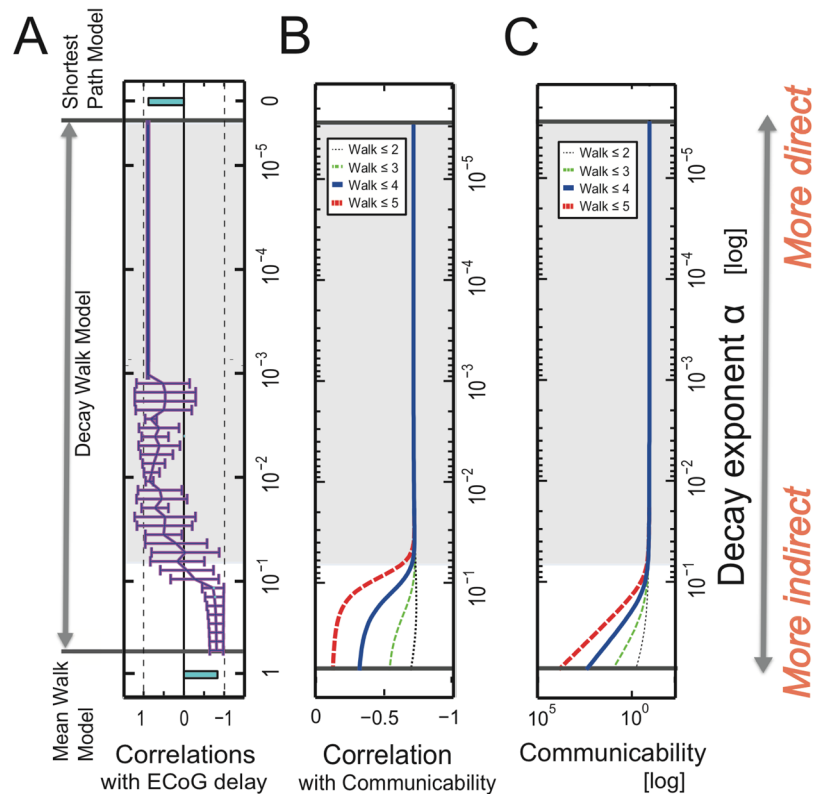 A
B
C
Shortest
Path Model
Decay Walk Model
Mean Walk
Model
0
10⁻⁵
10⁻⁴
10⁻³
10⁻²
10⁻¹
1
1 0 −1
Correlations
with ECoG delay
Walk ≤ 2
Walk ≤ 3
Walk ≤ 4
Walk ≤ 5
10⁻⁵
10⁻⁴
10⁻³
10⁻²
10⁻¹
0 −0.5 −1
Correlation
with Communicability
Walk ≤ 2
Walk ≤ 3
Walk ≤ 4
Walk ≤ 5
10⁻⁵
10⁻⁴
10⁻³
10⁻²
10⁻¹
10⁵ 10⁰
Communicability
[log]
Decay exponent α [log]
More direct
More indirect